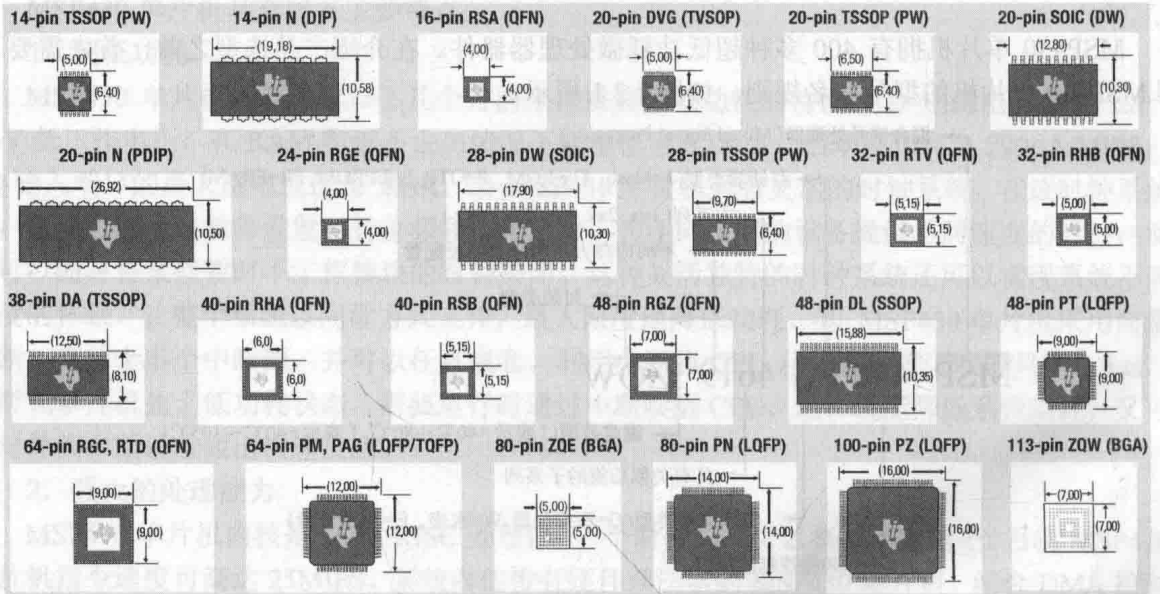 14-pin TSSOP (PW)
14-pin N (DIP)
16-pin RSA (QFN)
20-pin DVG (TVSOP)
20-pin TSSOP (PW)
20-pin SOIC (DW)
(5,00)
(6,40)
(19,18)
(10,58)
(4,00)
(4,00)
(5,00)
(6,40)
(6,50)
(6,40)
(12,80)
(10,30)
20-pin N (PDIP)
24-pin RGE (QFN)
28-pin DW (SOIC)
28-pin TSSOP (PW)
32-pin RTV (QFN)
32-pin RHB (QFN)
(26,92)
(10,50)
(4,00)
(4,00)
(17,90)
(10,30)
(9,70)
(6,40)
(5,15)
(5,15)
(5,00)
(5,00)
38-pin DA (TSSOP)
40-pin RHA (QFN)
40-pin RSB (QFN)
48-pin RGZ (QFN)
48-pin DL (SSOP)
48-pin PT (LQFP)
(12,50)
(8,10)
(6,0)
(6,0)
(5,15)
(5,15)
(7,00)
(7,00)
(15,88)
(10,35)
(9,00)
(9,00)
64-pin RGC, RTD (QFN)
64-pin PM, PAG (LQFP/TQFP)
80-pin ZQE (BGA)
80-pin PN (LQFP)
100-pin PZ (LQFP)
113-pin ZQW (BGA)
(9,00)
(9,00)
(12,00)
(12,00)
(5,00)
(5,00)
(14,00)
(14,00)
(16,00)
(16,00)
(7,00)
(7,00)